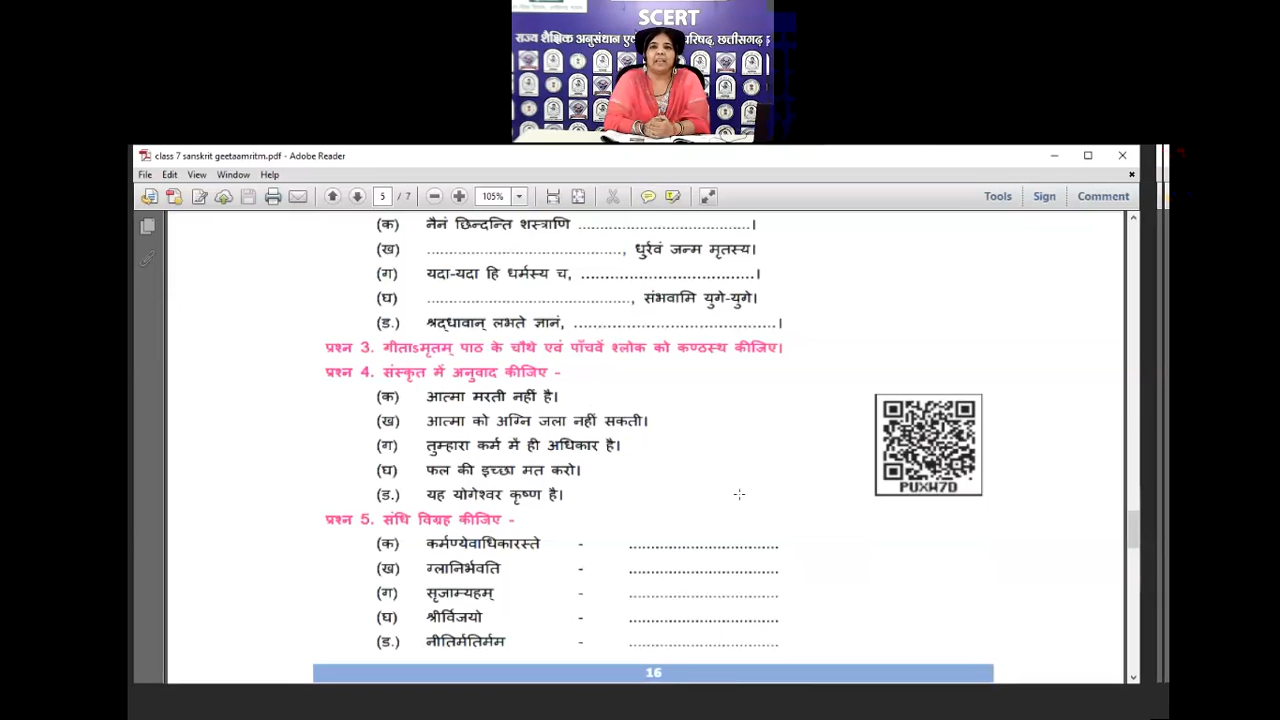 SCERT
राज्य शैक्षिक अनुसंधान एवं परिषद्, छत्तीसगढ़
class 7 sanskrit geetaamritm.pdf - Adobe Reader
File Edit View Window Help
5 / 7 105% Tools Sign Comment
(क) नैनं छिन्दन्ति शस्त्राणि .......................................।
(ख) ............................................, धुर्रवं जन्म मृतस्य।
(ग) यदा-यदा हि धर्मस्य च, .......................................।
(घ) ............................................, संभवामि युगे-युगे।
(ड.) श्रद्धावान् लभते ज्ञानं, ............................................।
प्रश्न 3. गीताऽमृतम् पाठ के चौथे एवं पाँचवें श्लोक को कण्ठस्थ कीजिए।
प्रश्न 4. संस्कृत में अनुवाद कीजिए -
(क) आत्मा मरती नहीं है।
(ख) आत्मा को अग्नि जला नहीं सकती।
(ग) तुम्हारा कर्म में ही अधिकार है।
(घ) फल की इच्छा मत करो।
(ड.) यह योगेश्वर कृष्ण है।
PUXW7D
प्रश्न 5. संधि विग्रह कीजिए -
(क) कर्मण्येवाधिकारस्ते - .................................
(ख) ग्लानिर्भवति - .................................
(ग) सृजाम्यहम् - .................................
(घ) श्रीर्विजयो - .................................
(ड.) नीतिर्मतिर्मम - .................................
16